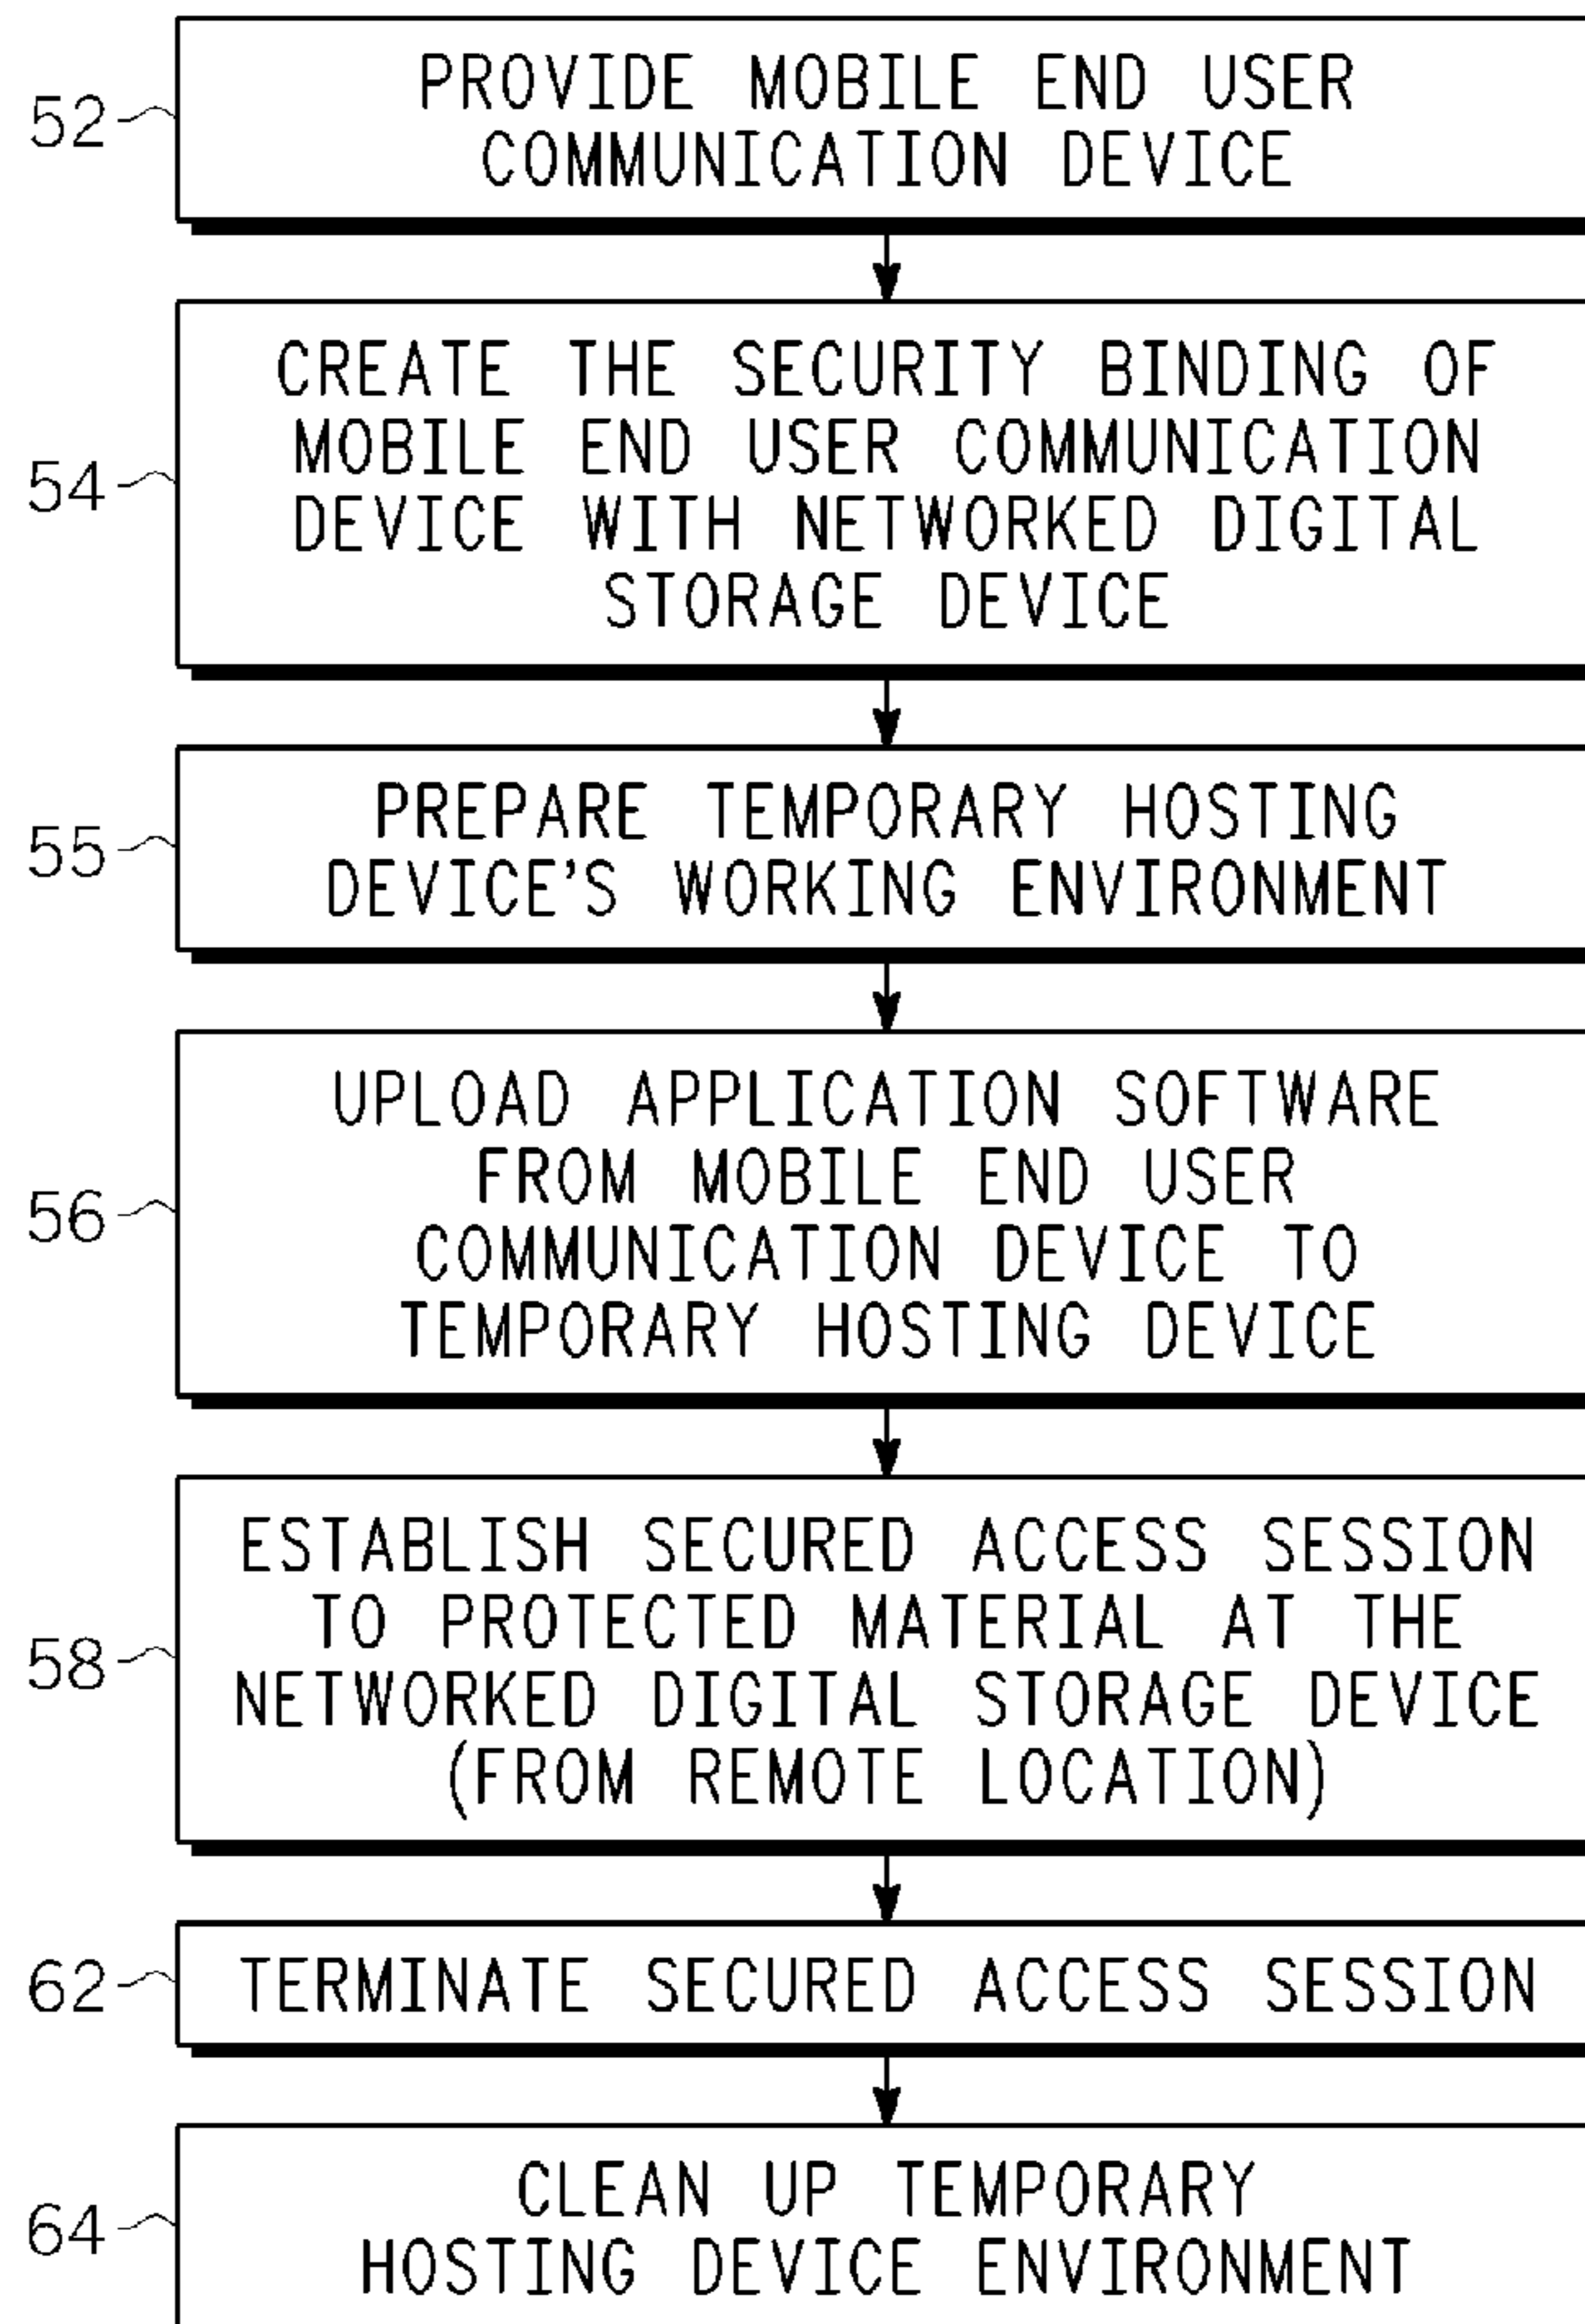 PROVIDE MOBILE END USER
52
COMMUNICATION DEVICE
CREATE THE SECURITY BINDING OF
MOBILE END USER COMMUNICATION
54
DEVICE WITH NETWORKED DIGITAL
STORAGE DEVICE
PREPARE TEMPORARY HOSTING
55
DEVICE'S WORKING ENVIRONMENT
UPLOAD APPLICATION SOFTWARE
FROM MOBILE END USER
56
COMMUNICATION DEVICE TO
TEMPORARY HOSTING DEVICE
ESTABLISH SECURED ACCESS SESSION
TO PROTECTED MATERIAL AT THE
58
NETWORKED DIGITAL STORAGE DEVICE
(FROM REMOTE LOCATION)
62
TERMINATE SECURED ACCESS SESSION
CLEAN UP TEMPORARY
64
HOSTING DEVICE ENVIRONMENT